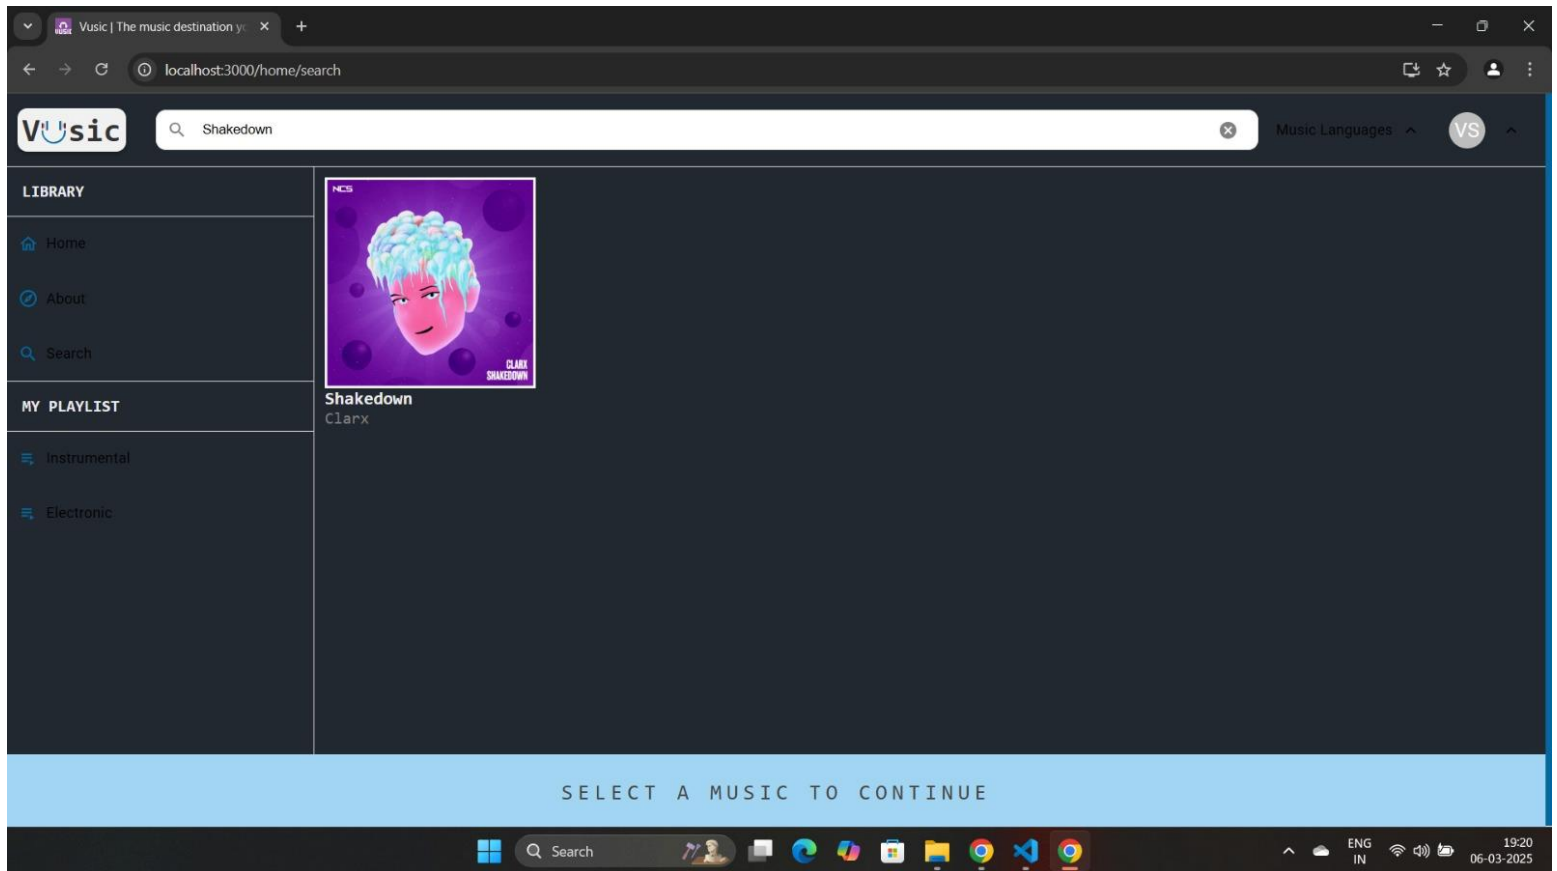 Vusic | The music destination yo
localhost:3000/home/search
Vusic
Shakedown
Music Languages
VS
LIBRARY
Home
About
Search
MY PLAYLIST
Instrumental
Electronic
NCS
CLARX
SHAKEDOWN
Shakedown
Clarx
SELECT A MUSIC TO CONTINUE
Search
ENG
IN
19:20
06-03-2025